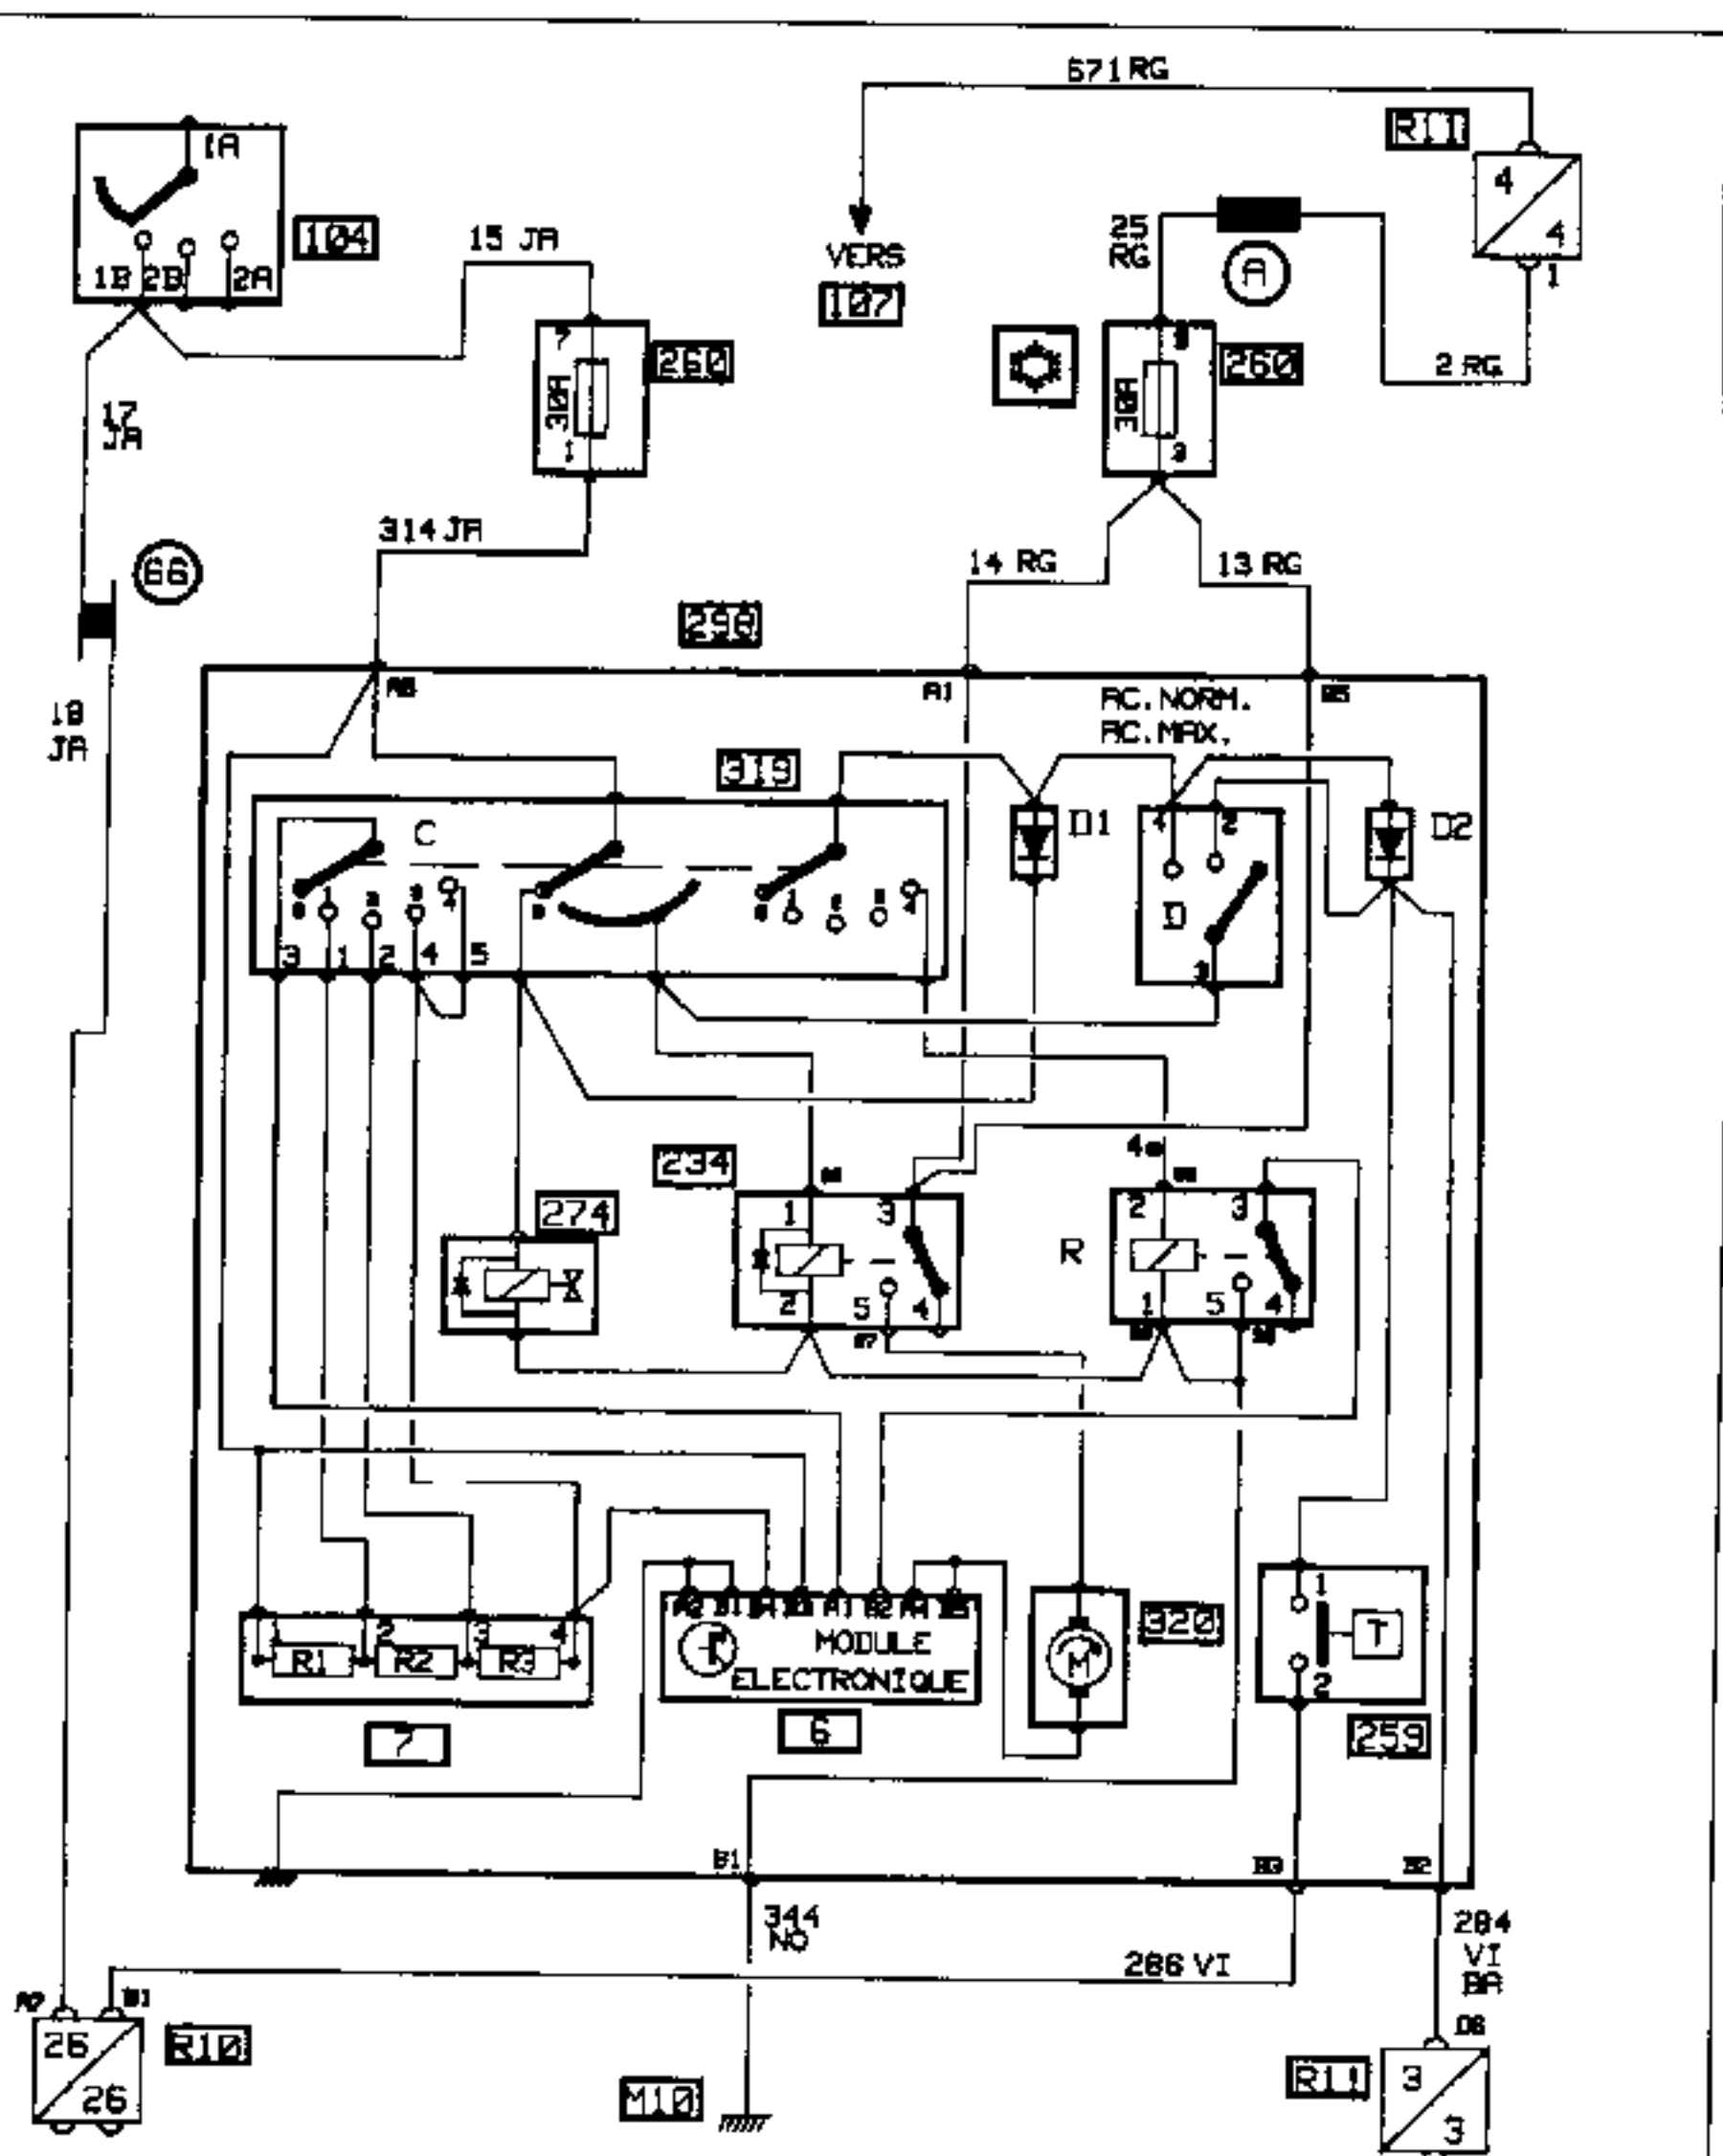 671 RG
R11
1A
104
1B 2B 2A
15 JA
VERS
107
25
RG
A
4
4
1
7
30A
1
260
30A
260
2 RG
17
JA
314 JA
14 RG
13 RG
66
298
18
JA
A1
AC.NORM.
AC.MAX.
319
C
D1
4 2
D
D2
3 1 2 4 5
234
274
1 3
2 5 4
R
2 3
1 5 4
2 3 4
R1 R2 R3
7
MODULE
ELECTRONIQUE
6
M
320
1
T
2
259
B1
344
NO
286 VI
284
VI
BA
26
26
R10
M10
R11
3
3